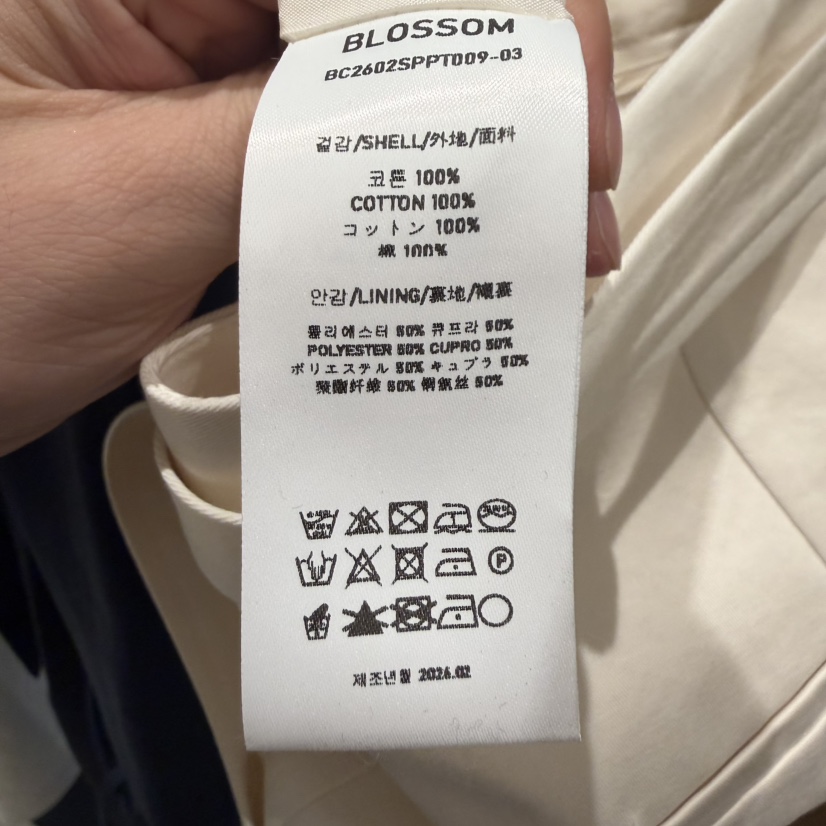 BLOSSOM
BC2602SPPT009-03
겉감/SHELL/外地/面料
코튼 100%
COTTON 100%
コットン 100%
棉 100%
안감/LINING/裏地/襯裏
폴리에스터 50% 큐프라 50%
POLYESTER 50% CUPRO 50%
ポリエステル 50% キュプラ 50%
聚酯纤维 50% 铜氨丝 50%
P
제조년월 2026.02